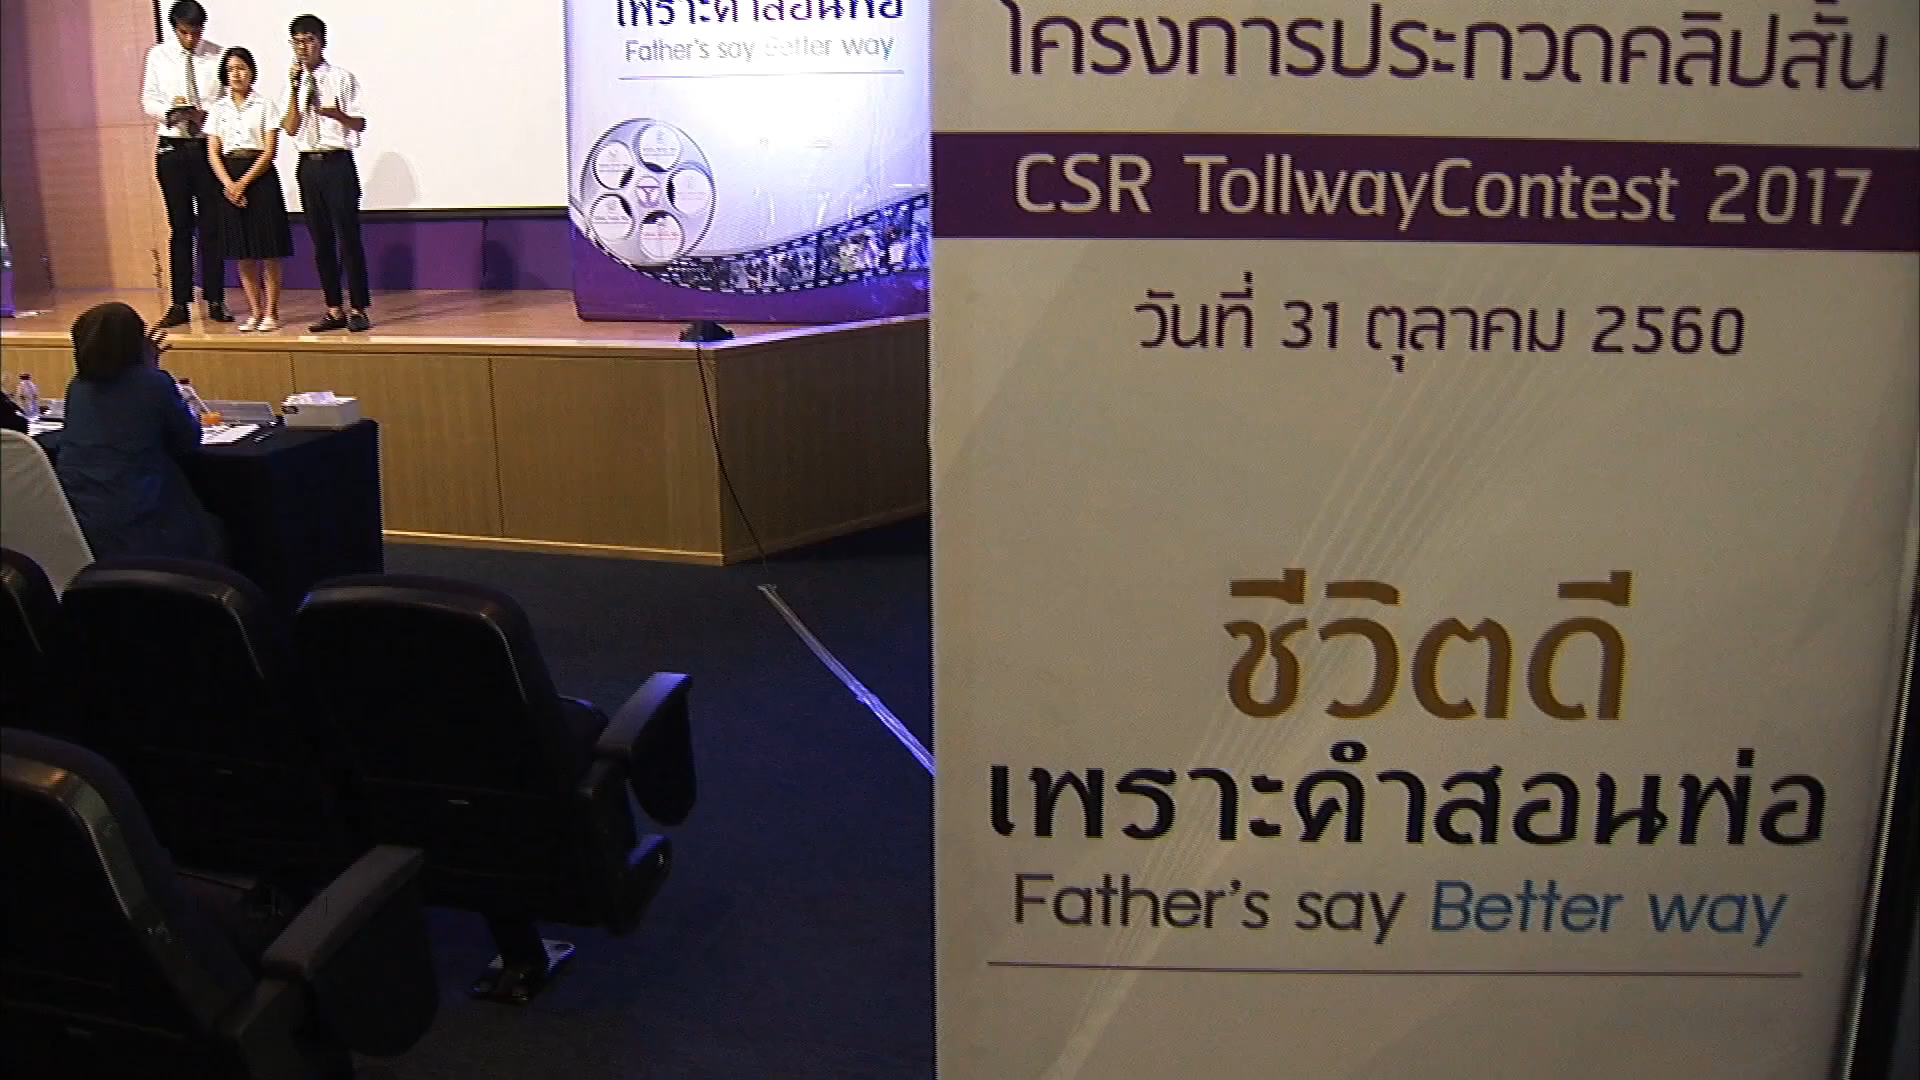 เพราะคำสอนพ่อ
Father's say Better way
โครงการประกวดคลิปสั้น
CSR TollwayContest 2017
วันที่ 31 ตุลาคม 2560
ชีวิตดี
เพราะคำสอนพ่อ
Father's say Better way